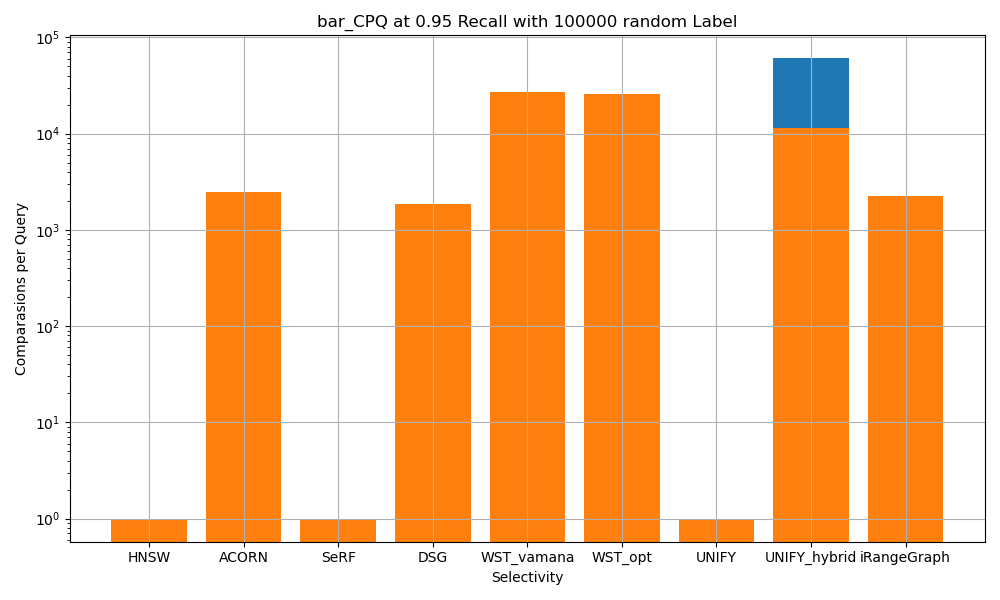 bar_CPQ at 0.95 Recall with 100000 random Label
Comparasions per Query
10^5
10^4
10^3
10^2
10^1
10^0
HNSW ACORN SeRF DSG WST_vamana WST_opt UNIFY UNIFY_hybrid iRangeGraph
Selectivity